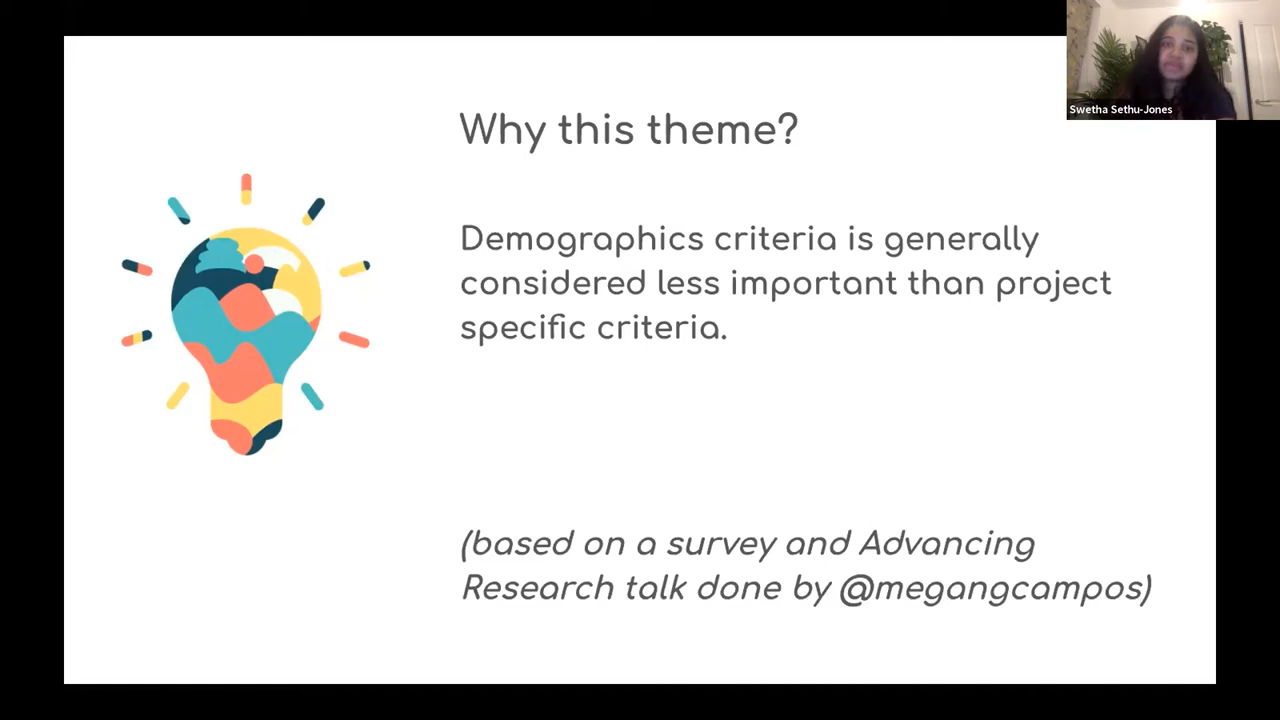 Swetha Sethu-Jones
Why this theme?
Demographics criteria is generally
considered less important than project
specific criteria.
(based on a survey and Advancing
Research talk done by @megangcampos)